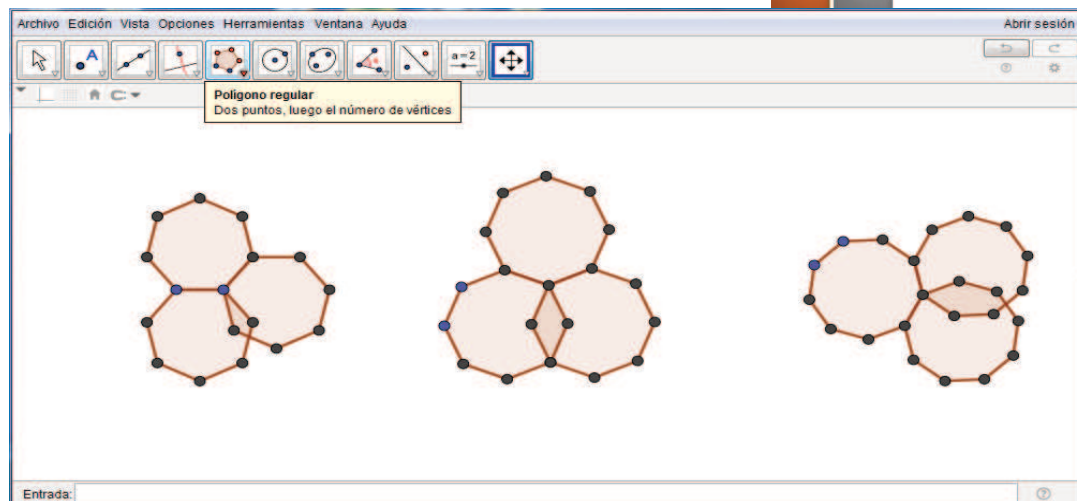 Archivo Edición Vista Opciones Herramientas Ventana Ayuda Abrir sesión
A a=2
Poligono regular
Dos puntos, luego el número de vértices
Entrada: